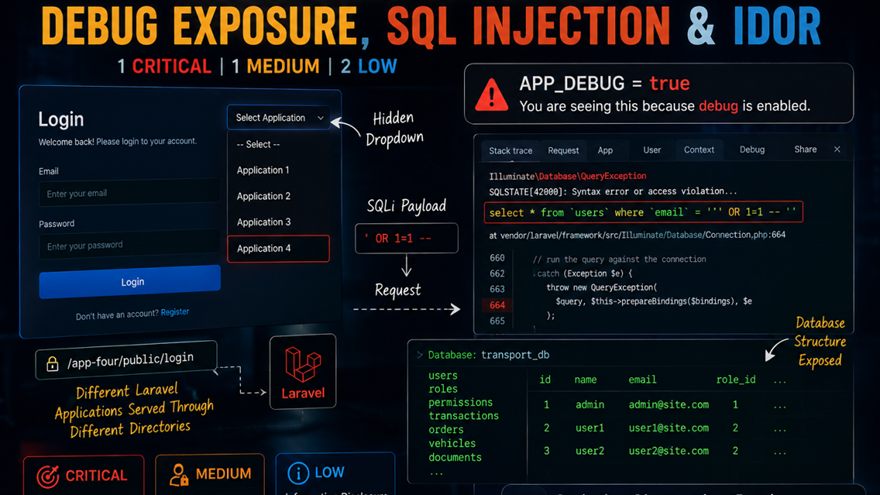 DEBUG EXPOSURE, SQL INJECTION & IDOR
1 CRITICAL | 1 MEDIUM | 2 LOW
Login
Welcome back! Please login to your account.
Email
Enter your email
Password
Enter your password
Login
Don't have an account? Register
Select Application
-- Select --
Application 1
Application 2
Application 3
Application 4
Hidden
Dropdown
SQLi Payload
' OR 1=1 --
Request
/app-four/public/login
Different Laravel
Applications Served Through
Different Directories
Laravel
APP_DEBUG = true
You are seeing this because debug is enabled.
Stack trace Request App User Context Debug Share ×
Illuminate\Database\QueryException
SQLSTATE[42000]: Syntax error or access violation...
select * from `users` where `email` = ''' OR 1=1 -- ''
at vendor/laravel/framework/src/Illuminate/Database/Connection.php:664
660 // run the query against the connection
662 catch (Exception $e) {
663 throw new QueryException(
664 $query, $this->prepareBindings($bindings), $e
665 );
Database
Structure
Exposed
> Database: transport_db
users
roles
permissions
transactions
orders
vehicles
documents
...
id name email role_id ...
1 admin admin@site.com 1 ...
2 user1 user1@site.com 2 ...
3 user2 user2@site.com 2 ...
CRITICAL
MEDIUM
LOW